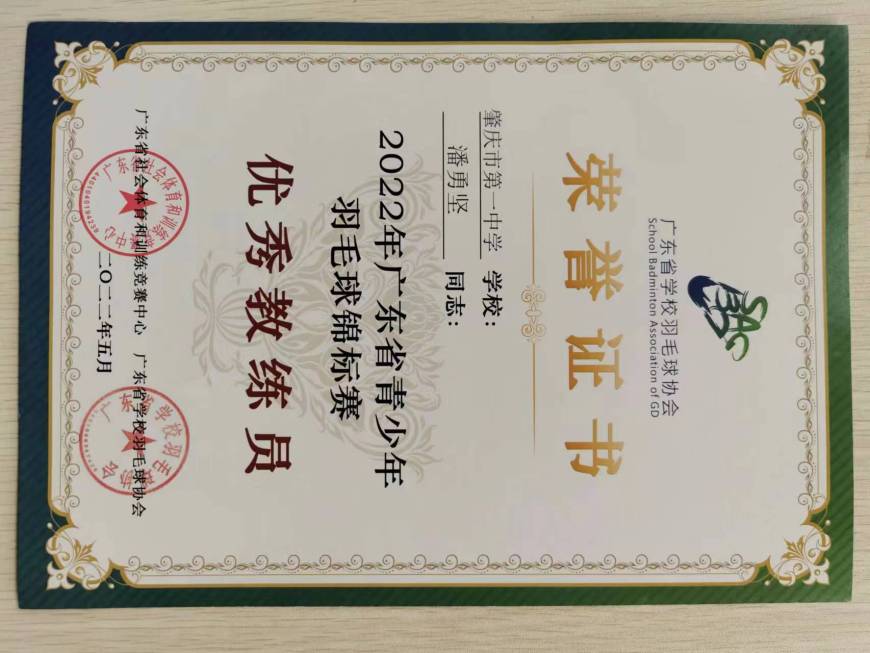 广东省学校羽毛球协会
School Badminton Association of GD
荣誉证书
肇庆市第一中学 学校:
潘勇坚 同志:
2022年广东省青少年
羽毛球锦标赛
优秀教练员
广东省社会体育和训练竞赛中心 广东省学校羽毛球协会
二〇二二年五月